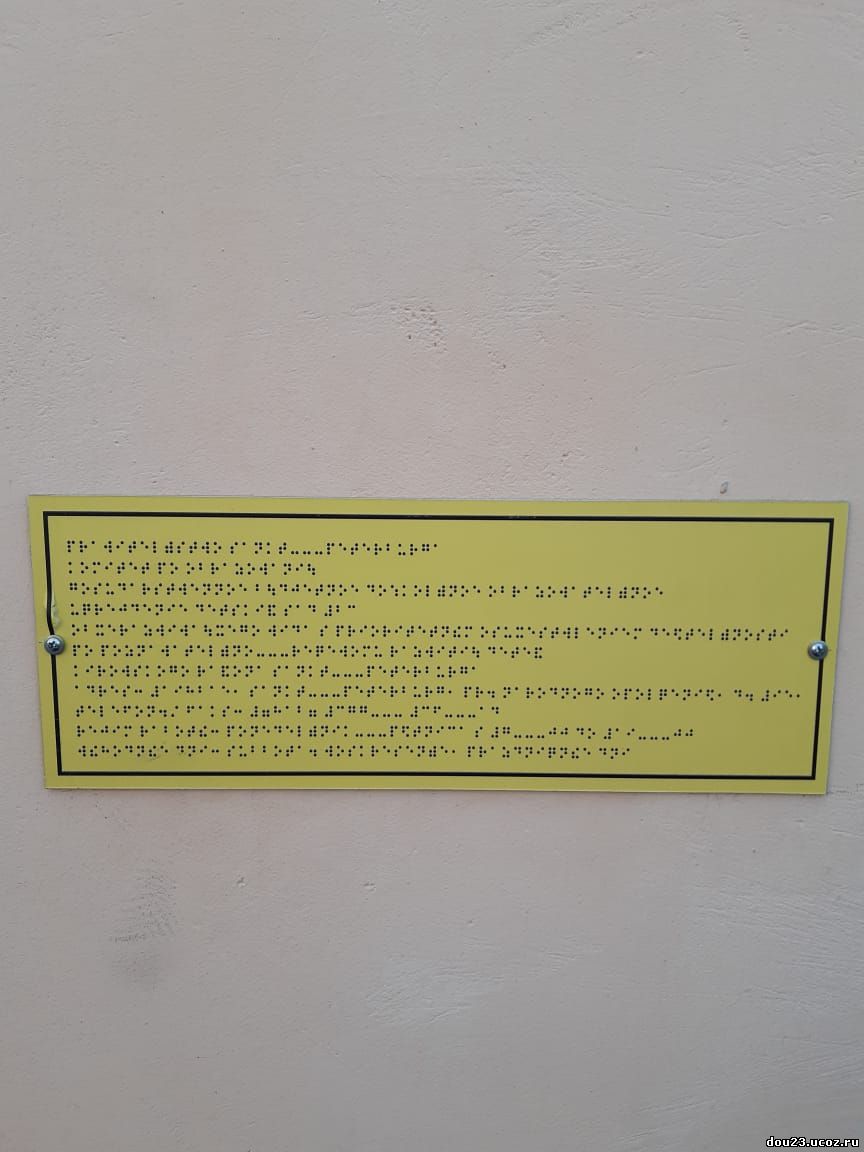 ⠏⠗⠁⠺⠊⠞⠑⠇⠾⠎⠞⠺⠕ ⠎⠁⠝⠅⠞⠤⠤⠤⠏⠑⠞⠑⠗⠃⠥⠗⠛⠁
⠅⠕⠍⠊⠞⠑⠞ ⠏⠕ ⠕⠃⠗⠁⠵⠕⠺⠁⠝⠊⠳
⠛⠕⠎⠥⠙⠁⠗⠎⠞⠺⠑⠝⠝⠕⠑ ⠃⠳⠙⠚⠑⠞⠝⠕⠑ ⠙⠕⠱⠅⠕⠇⠾⠝⠕⠑ ⠕⠃⠗⠁⠵⠕⠺⠁⠞⠑⠇⠾⠝⠕⠑
⠥⠟⠗⠑⠚⠙⠑⠝⠊⠑ ⠙⠑⠞⠎⠅⠊⠯ ⠎⠁⠙ ⠼⠁⠉
⠕⠃⠭⠑⠗⠁⠵⠺⠊⠺⠁⠳⠭⠑⠛⠕ ⠺⠊⠙⠁ ⠎ ⠏⠗⠊⠕⠗⠊⠞⠑⠞⠝⠮⠍ ⠕⠎⠥⠭⠑⠎⠞⠺⠇⠑⠝⠊⠑⠍ ⠙⠑⠫⠞⠑⠇⠾⠝⠕⠎⠞⠊
⠏⠕ ⠏⠕⠵⠝⠁⠺⠁⠞⠑⠇⠾⠝⠕⠤⠤⠤⠗⠑⠟⠑⠺⠕⠍⠥ ⠗⠁⠵⠺⠊⠞⠊⠳ ⠙⠑⠞⠑⠯
⠅⠊⠗⠕⠺⠎⠅⠕⠛⠕ ⠗⠁⠯⠕⠝⠁ ⠎⠁⠝⠅⠞⠤⠤⠤⠏⠑⠞⠑⠗⠃⠥⠗⠛⠁
⠁⠙⠗⠑⠎⠒ ⠼⠁⠊⠓⠃⠁⠑⠂ ⠎⠁⠝⠅⠞⠤⠤⠤⠏⠑⠞⠑⠗⠃⠥⠗⠛⠂ ⠏⠗⠲ ⠝⠁⠗⠕⠙⠝⠕⠛⠕ ⠕⠏⠕⠇⠟⠑⠝⠊⠫⠂ ⠙⠲ ⠼⠊⠑⠂
⠞⠑⠇⠑⠋⠕⠝⠲⠌ ⠋⠁⠅⠎⠒ ⠼⠶⠓⠁⠃⠶ ⠼⠉⠛⠛⠤⠤⠤ ⠼⠉⠋⠤⠤⠤⠁⠙
⠗⠑⠚⠊⠍ ⠗⠁⠃⠕⠞⠮⠒ ⠏⠕⠝⠑⠙⠑⠇⠾⠝⠊⠅⠤⠤⠤⠏⠫⠞⠝⠊⠉⠁ ⠎ ⠼⠛⠤⠤⠤⠚⠚ ⠙⠕ ⠼⠁⠊⠤⠤⠤⠚⠚
⠺⠮⠓⠕⠙⠝⠮⠑ ⠙⠝⠊⠒ ⠎⠥⠃⠃⠕⠞⠁⠲ ⠺⠕⠎⠅⠗⠑⠎⠑⠝⠾⠑⠂ ⠏⠗⠁⠵⠙⠝⠊⠟⠝⠮⠑ ⠙⠝⠊
dou23.ucoz.ru